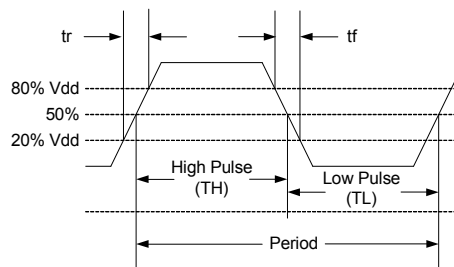 tr
tf
80% Vdd
50%
20% Vdd
High Pulse
(TH)
Low Pulse
(TL)
Period